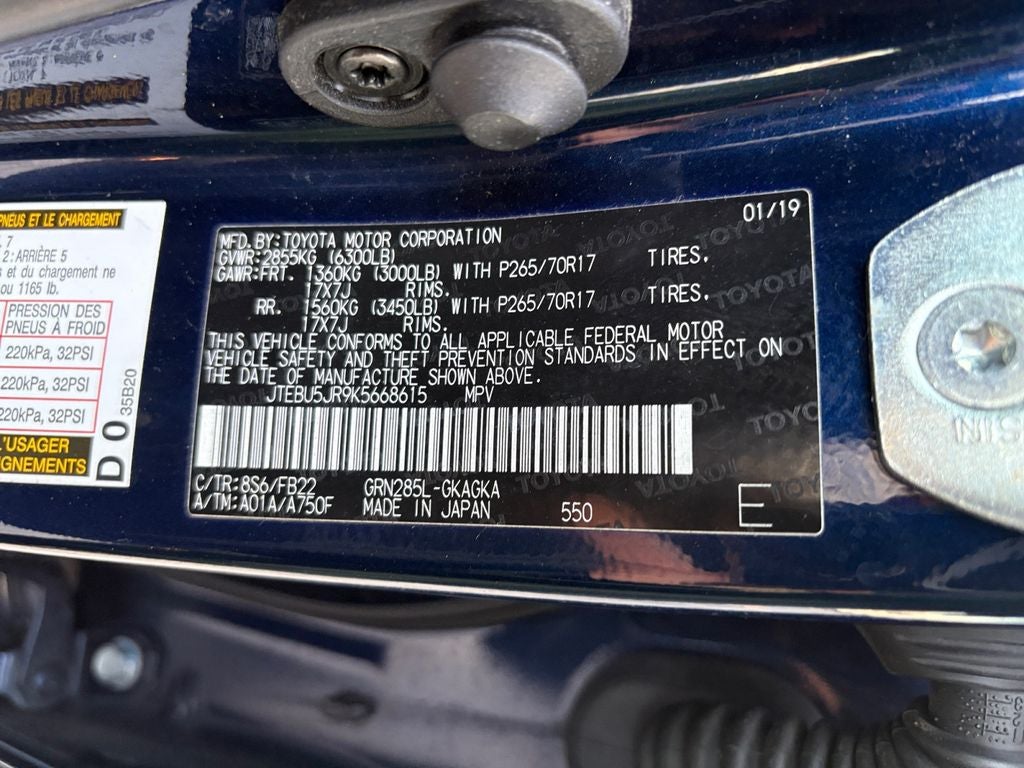 PNEUS ET LE CHARGEMENT
7
2 : ARRIÈRE 5
s et du chargement ne
ou 1165 lb.
PRESSION DES
PNEUS À FROID
220kPa, 32PSI
220kPa, 32PSI
220kPa, 32PSI
L'USAGER
D 0 35B20
01/19
MFD. BY:TOYOTA MOTOR CORPORATION
GVWR:2855KG (6300LB)
GAWR:FRT. 1360KG (3000LB) WITH P265/70R17 TIRES.
17X7J RIMS.
RR. 1560KG (3450LB) WITH P265/70R17 TIRES.
17X7J RIMS.
THIS VEHICLE CONFORMS TO ALL APPLICABLE FEDERAL MOTOR
VEHICLE SAFETY AND THEFT PREVENTION STANDARDS IN EFFECT ON
THE DATE OF MANUFACTURE SHOWN ABOVE.
JTEBU5JR9K5668615 MPV
C/TR:8S6/FB22 GRN285L-GKAGKA
A/TM:A01A/A750F MADE IN JAPAN 550 E